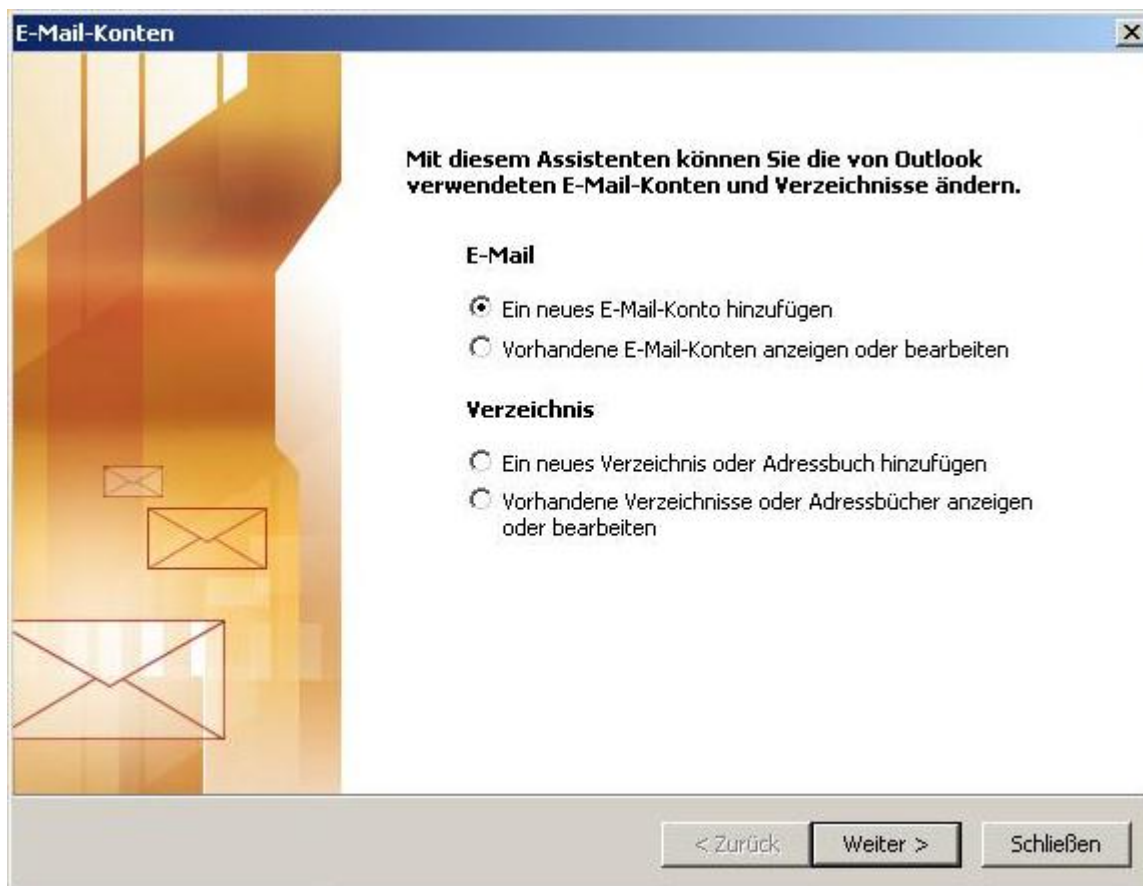 E-Mail-Konten
Mit diesem Assistenten können Sie die von Outlook
verwendeten E-Mail-Konten und Verzeichnisse ändern.
E-Mail
Ein neues E-Mail-Konto hinzufügen
Vorhandene E-Mail-Konten anzeigen oder bearbeiten
Verzeichnis
Ein neues Verzeichnis oder Adressbuch hinzufügen
Vorhandene Verzeichnisse oder Adressbücher anzeigen
oder bearbeiten
< Zurück Weiter > Schließen